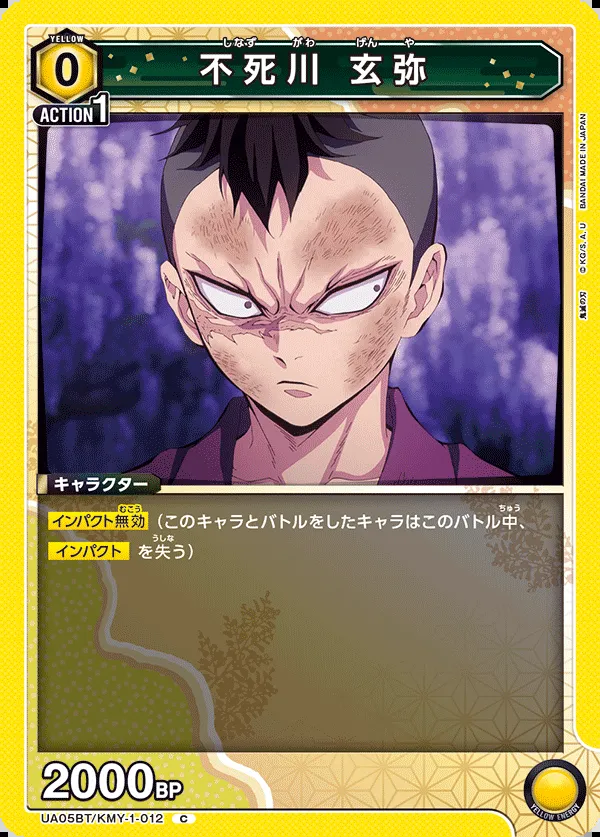 YELLOW
0
ACTION 1
しなず がわ げん や
不死川 玄弥
鬼滅の刃 © KG/S, A, U BANDAI MADE IN JAPAN
キャラクター
むこう ちゅう
インパクト無効 (このキャラとバトルをしたキャラはこのバトル中、
うしな
インパクト を失う)
2000BP
UA05BT/KMY-1-012 C
YELLOW ENERGY